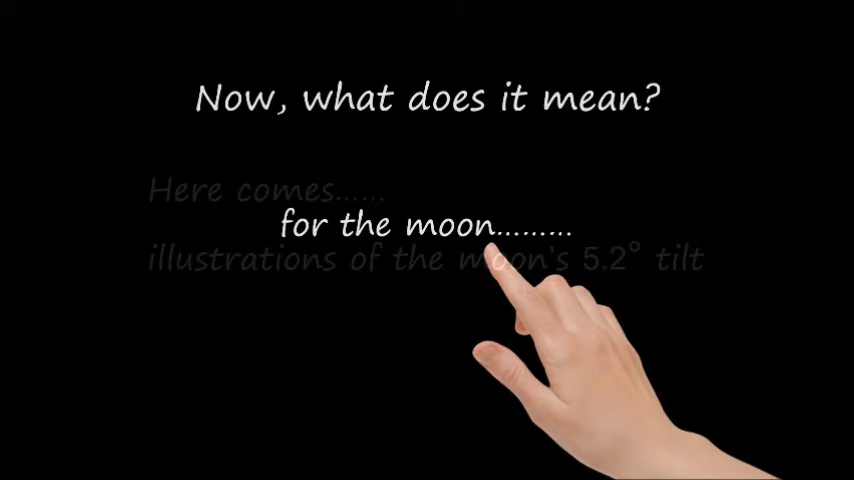 Now, what does it mean?
Here comes......
for the moon.........
illustrations of the moon's 5.2° tilt